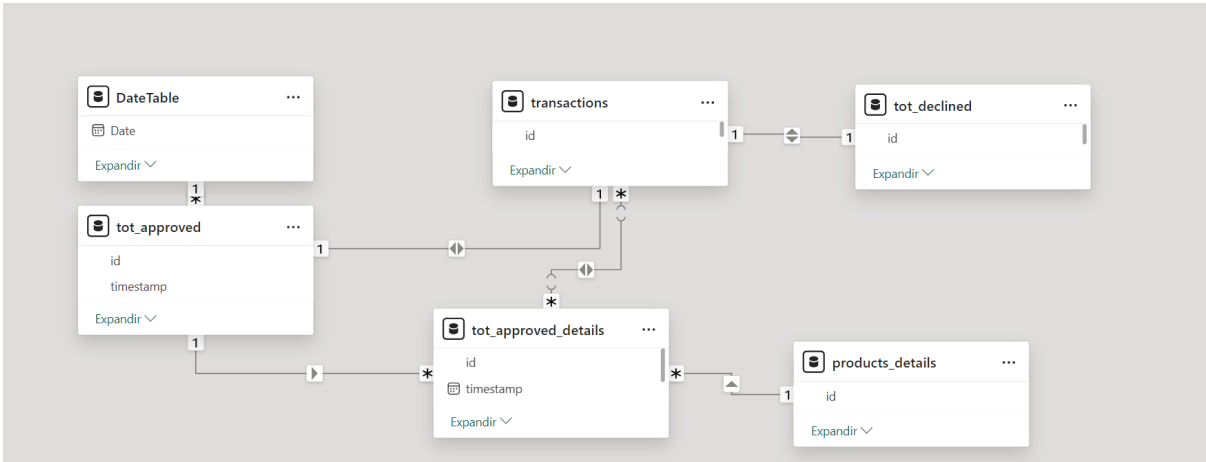 DateTable ...
Date
Expandir
1
*
tot_approved ...
id
timestamp
Expandir
1
1
transactions ...
id
Expandir
1
1 *
tot_declined ...
id
Expandir
1
*
tot_approved_details ...
id
timestamp
Expandir
*
*
products_details ...
id
Expandir
1